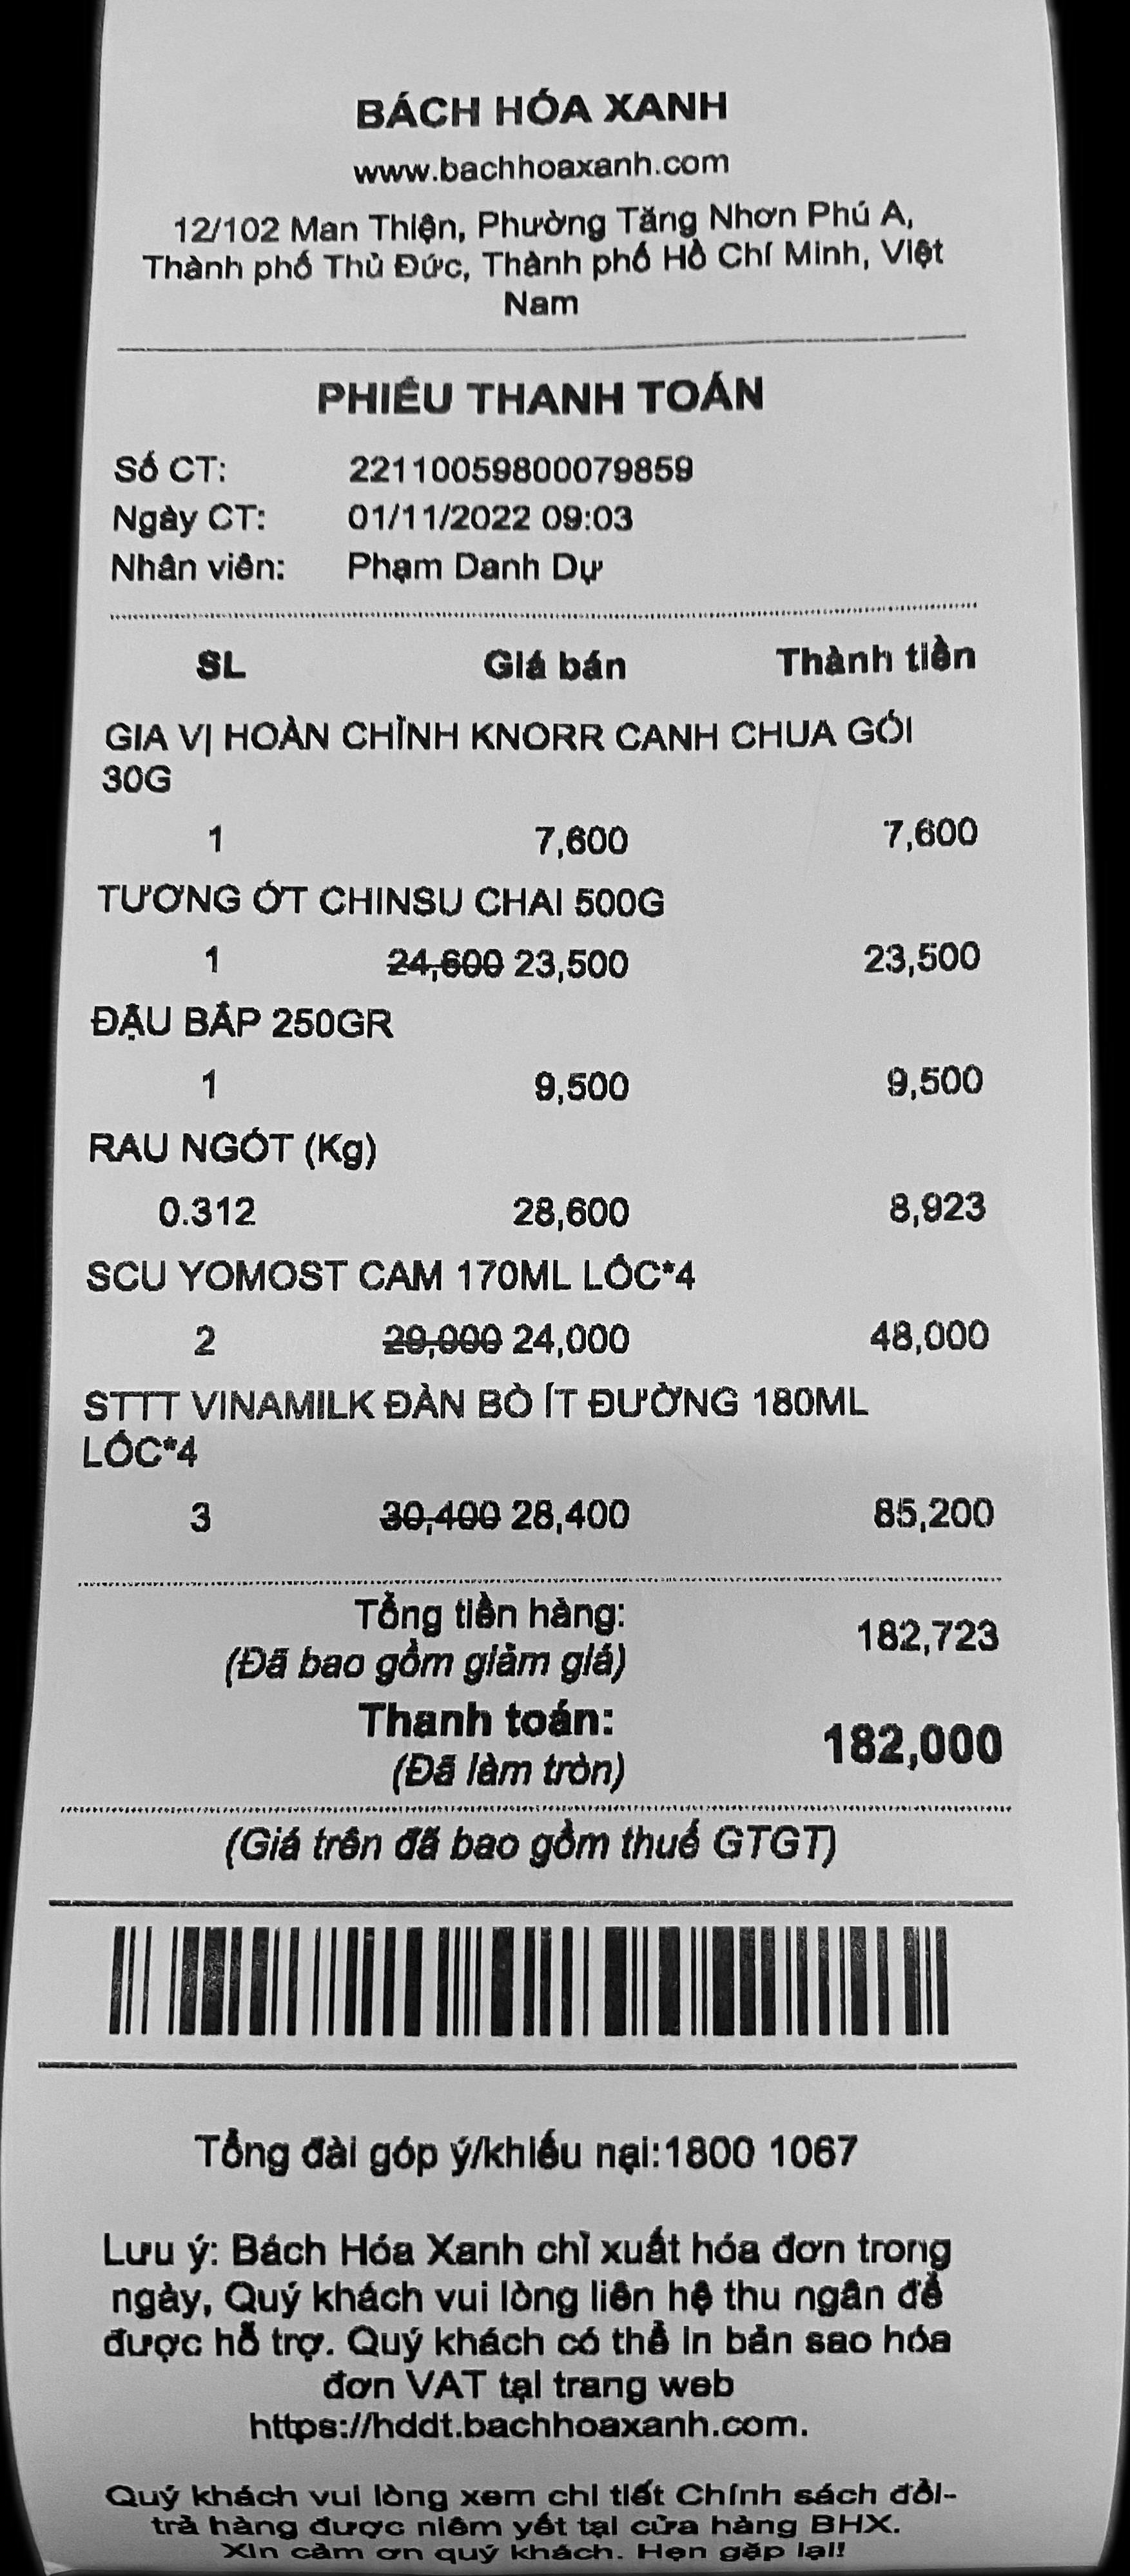 BÁCH HÓA XANH
www.bachhoaxanh.com
12/102 Man Thiện, Phường Tăng Nhơn Phú A,
Thành phố Thủ Đức, Thành phố Hồ Chí Minh, Việt
Nam
PHIẾU THANH TOÁN
Số CT: 22110059800079859
Ngày CT: 01/11/2022 09:03
Nhân viên: Phạm Danh Dự
SL Giá bán Thành tiền
GIA VỊ HOÀN CHỈNH KNORR CANH CHUA GÓI
30G
1 7,600 7,600
TƯƠNG ỚT CHINSU CHAI 500G
1 24,600 23,500 23,500
ĐẬU BẮP 250GR
1 9,500 9,500
RAU NGÓT (Kg)
0.312 28,600 8,923
SCU YOMOST CAM 170ML LỐC*4
2 29,000 24,000 48,000
STTT VINAMILK ĐÀN BÒ ÍT ĐƯỜNG 180ML
LỐC*4
3 30,400 28,400 85,200
Tổng tiền hàng: 182,723
(Đã bao gồm giảm giá)
Thanh toán: 182,000
(Đã làm tròn)
(Giá trên đã bao gồm thuế GTGT)
Tổng đài góp ý/khiếu nại:1800 1067
Lưu ý: Bách Hóa Xanh chỉ xuất hóa đơn trong
ngày, Quý khách vui lòng liên hệ thu ngân để
được hỗ trợ. Quý khách có thể in bản sao hóa
đơn VAT tại trang web
https://hddt.bachhoaxanh.com.
Quý khách vui lòng xem chi tiết Chính sách đổi-
trả hàng được niêm yết tại cửa hàng BHX.
Xin cảm ơn quý khách. Hẹn gặp lại!